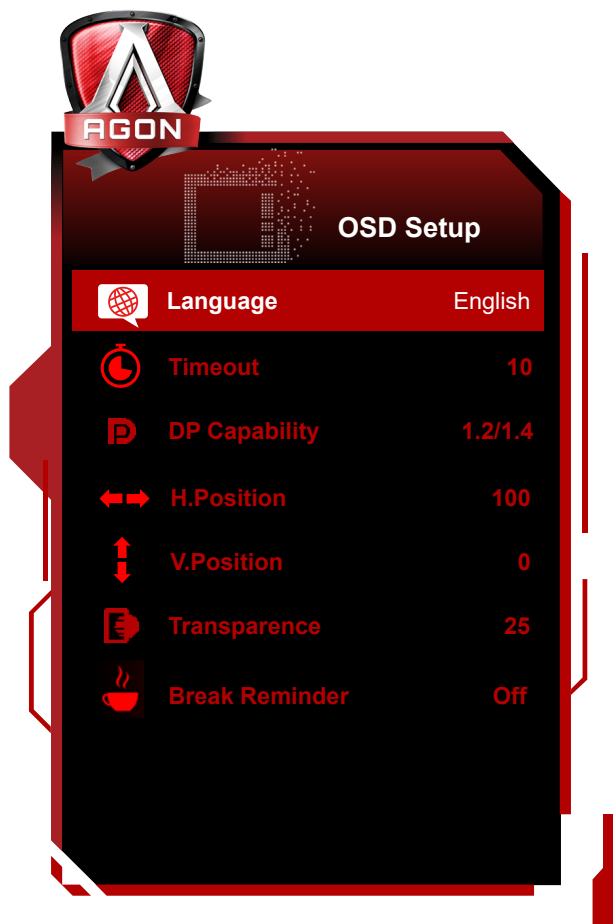 AGON
OSD Setup
Language English
Timeout 10
DP Capability 1.2/1.4
H.Position 100
V.Position 0
Transparence 25
Break Reminder Off